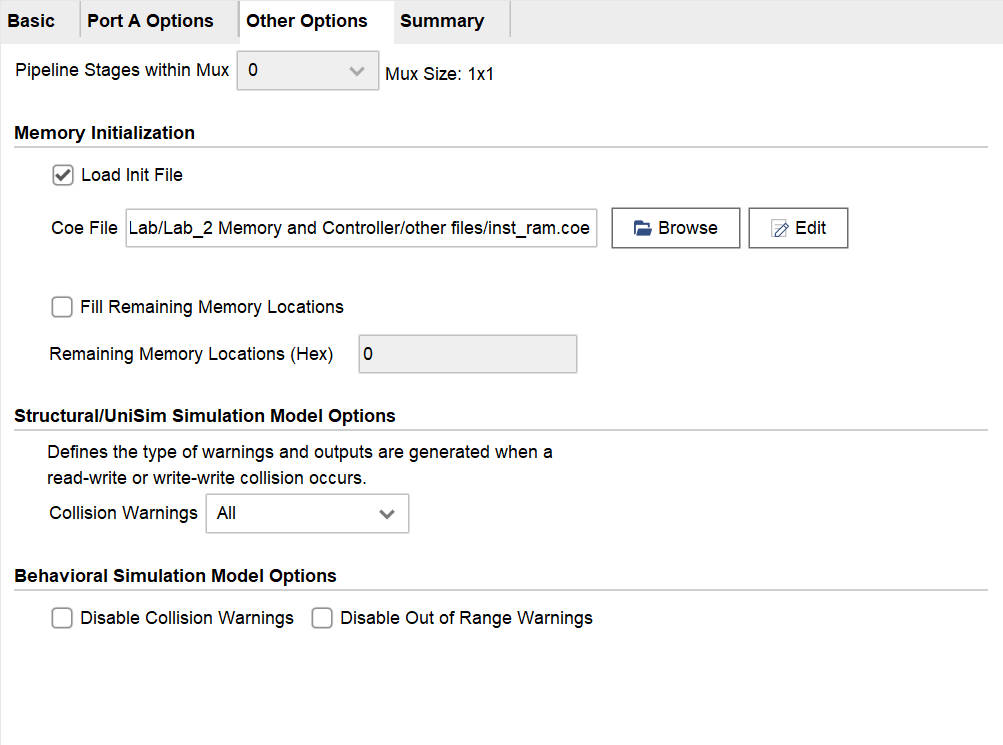 Basic Port A Options Other Options Summary
Pipeline Stages within Mux 0 Mux Size: 1x1
Memory Initialization
Load Init File
Coe File Lab/Lab_2 Memory and Controller/other files/inst_ram.coe Browse Edit
Fill Remaining Memory Locations
Remaining Memory Locations (Hex) 0
Structural/UniSim Simulation Model Options
Defines the type of warnings and outputs are generated when a
read-write or write-write collision occurs.
Collision Warnings All
Behavioral Simulation Model Options
Disable Collision Warnings Disable Out of Range Warnings